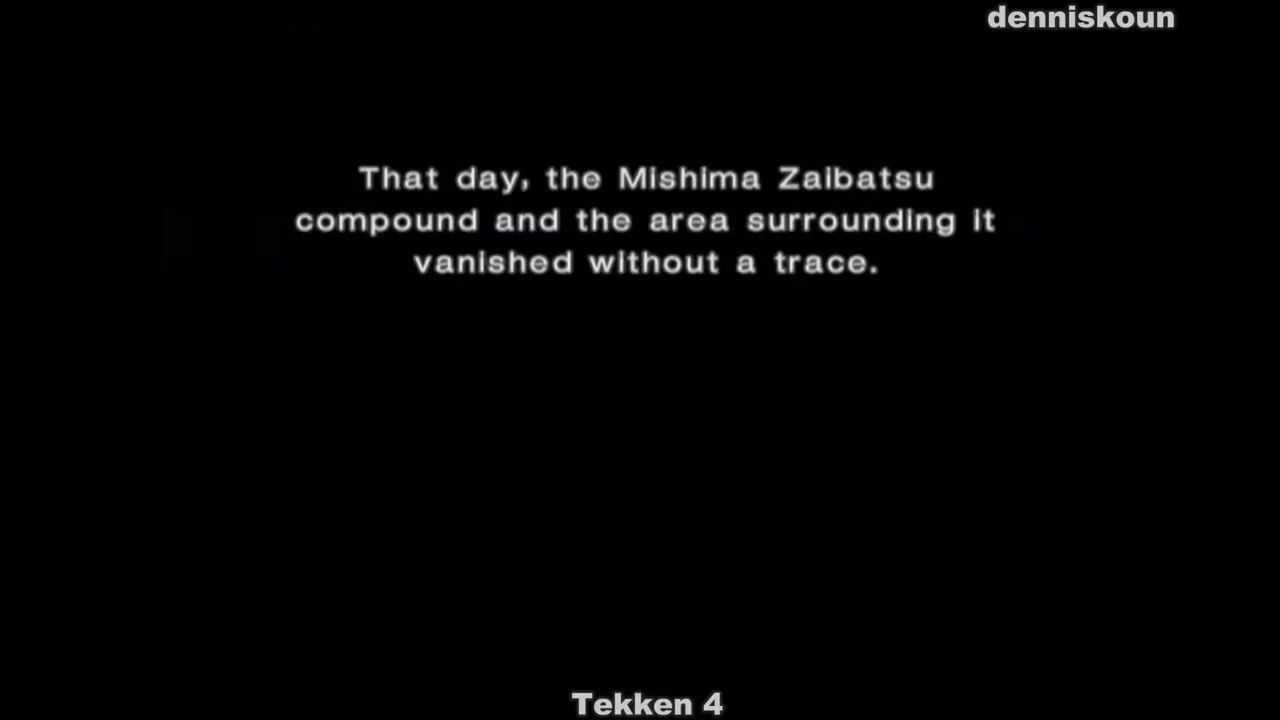 denniskoun
That day, the Mishima Zaibatsu
compound and the area surrounding it
vanished without a trace.
Tekken 4